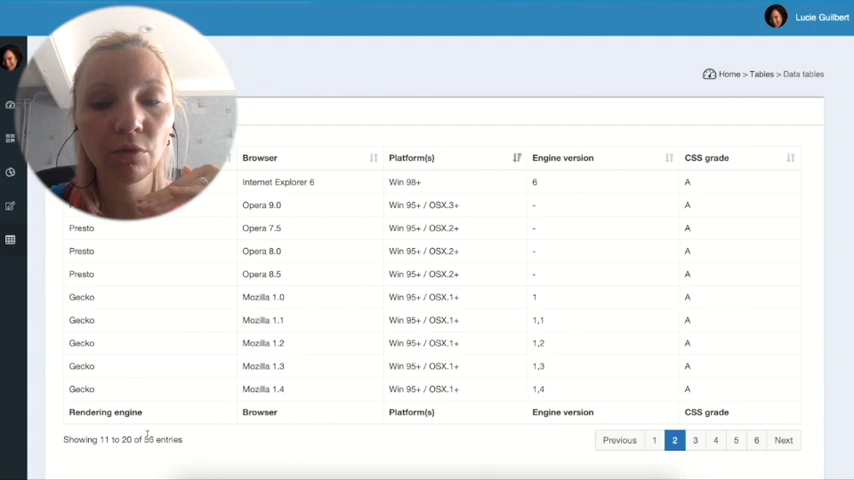 Lucie Guilbert
Home > Tables > Data tables
Browser Platform(s) Engine version CSS grade
Internet Explorer 6 Win 98+ 6 A
Opera 9.0 Win 95+ / OSX.3+ - A
Presto Opera 7.5 Win 95+ / OSX.2+ - A
Presto Opera 8.0 Win 95+ / OSX.2+ - A
Presto Opera 8.5 Win 95+ / OSX.2+ - A
Gecko Mozilla 1.0 Win 95+ / OSX.1+ 1 A
Gecko Mozilla 1.1 Win 95+ / OSX.1+ 1,1 A
Gecko Mozilla 1.2 Win 95+ / OSX.1+ 1,2 A
Gecko Mozilla 1.3 Win 95+ / OSX.1+ 1,3 A
Gecko Mozilla 1.4 Win 95+ / OSX.1+ 1,4 A
Rendering engine Browser Platform(s) Engine version CSS grade
Showing 11 to 20 of 56 entries
Previous 1 2 3 4 5 6 Next